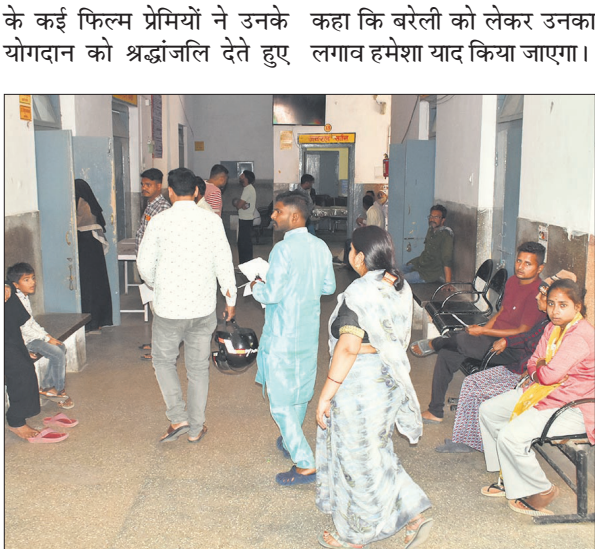 के कई फिल्म प्रेमियों ने उनके
योगदान को श्रद्धांजलि देते हुए
कहा कि बरेली को लेकर उनका
लगाव हमेशा याद किया जाएगा।